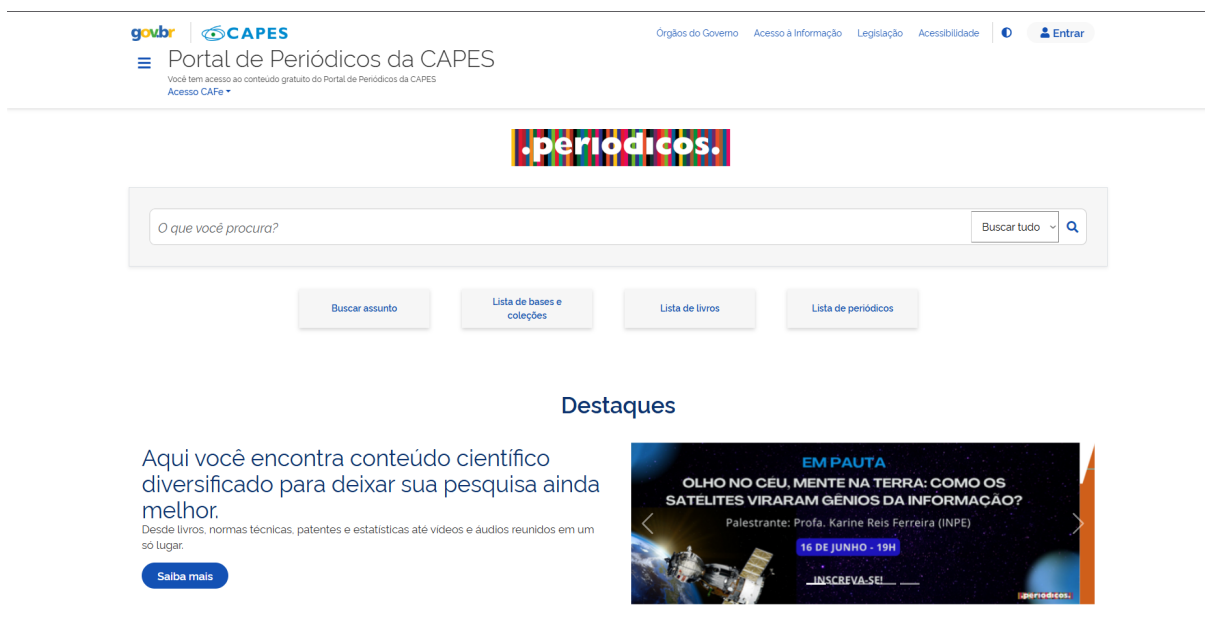 gov.br
CAPES
Órgãos do Governo
Acesso à Informação
Legislação
Acessibilidade
Entrar
Portal de Periódicos da CAPES
Você tem acesso ao conteúdo gratuito do Portal de Periódicos da CAPES
Acesso CAFe
.periodicos.
O que você procura?
Buscar tudo
Buscar assunto
Lista de bases e
coleções
Lista de livros
Lista de periódicos
Destaques
Aqui você encontra conteúdo científico
diversificado para deixar sua pesquisa ainda
melhor.
Desde livros, normas técnicas, patentes e estatísticas até vídeos e áudios reunidos em um
só lugar.
Saiba mais
EM PAUTA
OLHO NO CÉU, MENTE NA TERRA: COMO OS
SATÉLITES VIRARAM GÊNIOS DA INFORMAÇÃO?
Palestrante: Profa. Karine Reis Ferreira (INPE)
16 DE JUNHO - 19H
INSCREVA-SE!
.periodicos.